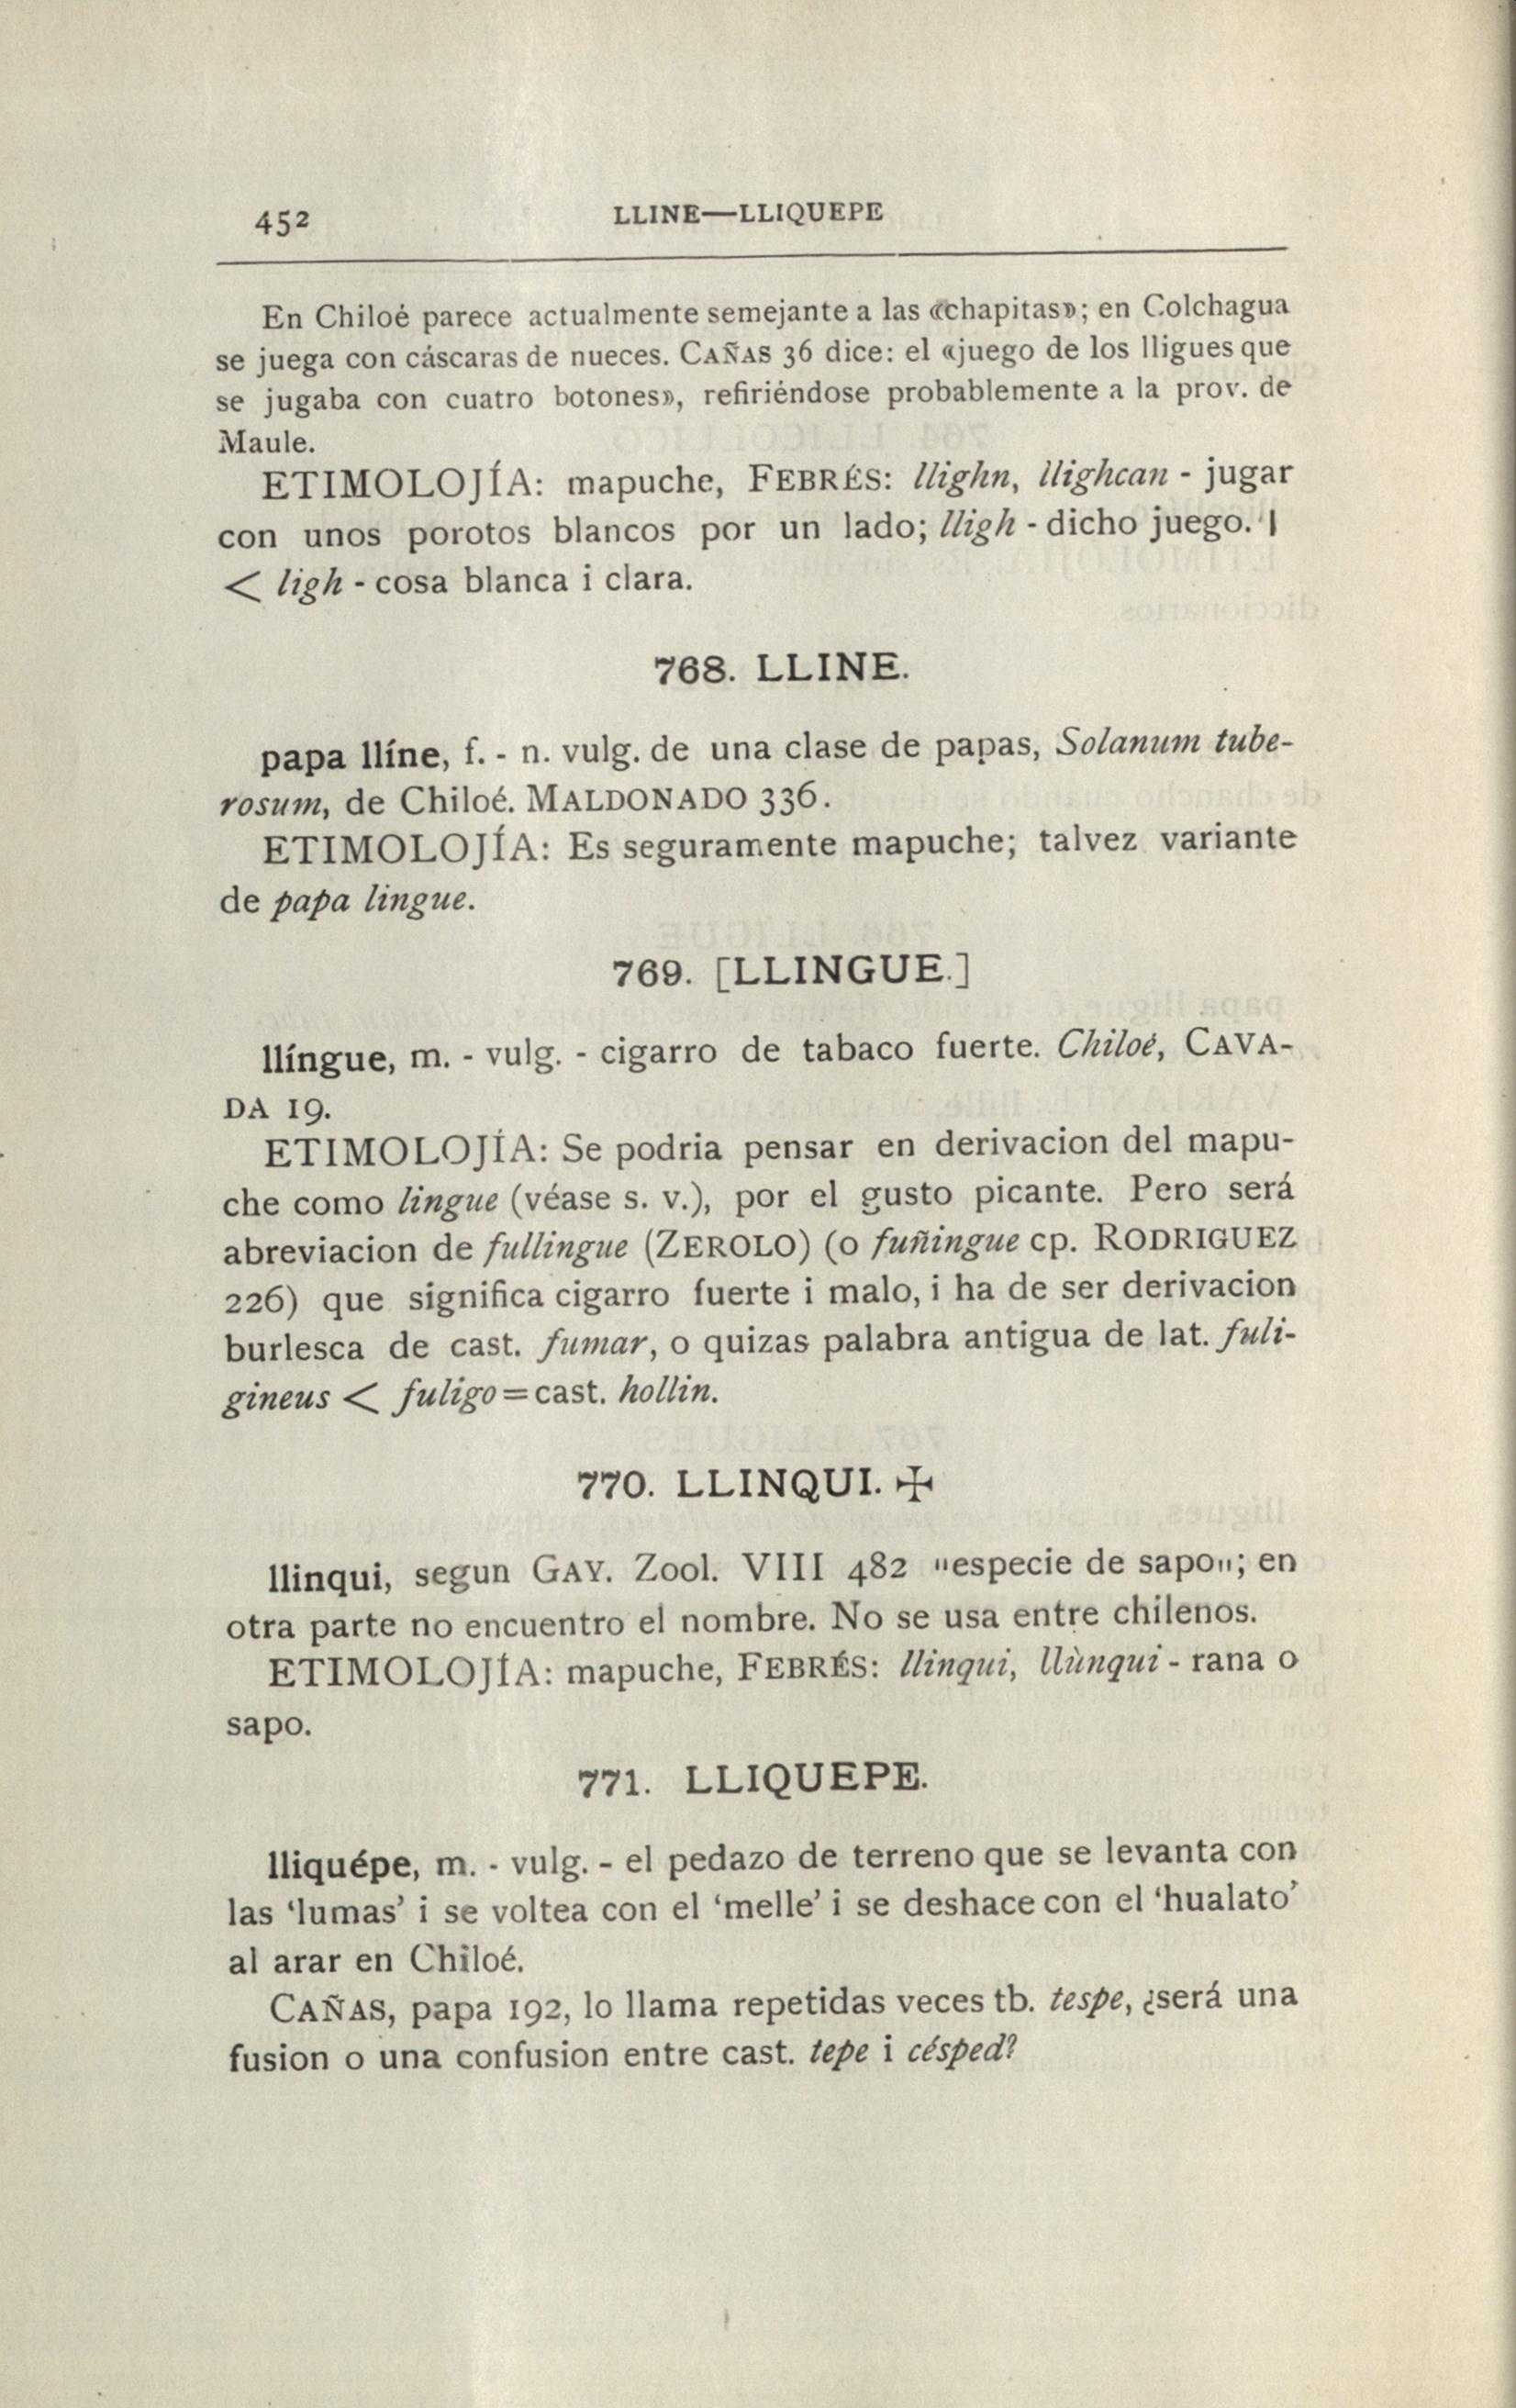 452
LLINE—LLIQUEPE
En Chiloé parece actualmente semejante a las «chapitas»; en Colchagua
se juega con cáscaras de nueces. CAÑAS 36 dice: el «juego de los lligues que
se jugaba con cuatro botones», refiriéndose probablemente a la prov. de
Maule.
ETIMOLOJÍA: mapuche, FEBRÉS: llighn, llighcan - jugar
con unos porotos blancos por un lado; lligh - dicho juego. |
< ligh - cosa blanca i clara.
768. LLINE.
papa llíne, f. - n. vulg. de una clase de papas, Solanum tube-
rosum, de Chiloé. MALDONADO 336.
ETIMOLOJÍA: Es seguramente mapuche; talvez variante
de papa lingue.
769. [LLINGUE.]
llíngue, m. - vulg. - cigarro de tabaco fuerte. Chiloé, CAVA-
DA 19.
ETIMOLOJÍA: Se podria pensar en derivacion del mapu-
che como lingue (véase s. v.), por el gusto picante. Pero será
abreviacion de fullingue (ZEROLO) (o fuñingue cp. RODRIGUEZ
226) que significa cigarro fuerte i malo, i ha de ser derivacion
burlesca de cast. fumar, o quizas palabra antigua de lat. fuli-
gineus < fuligo = cast. hollin.
770. LLINQUI. ✠
llinqui, segun GAY. Zool. VIII 482 "especie de sapo"; en
otra parte no encuentro el nombre. No se usa entre chilenos.
ETIMOLOJÍA: mapuche, FEBRÉS: llinqui, llùnqui - rana o
sapo.
771. LLIQUEPE.
lliquépe, m. - vulg. - el pedazo de terreno que se levanta con
las ‘lumas’ i se voltea con el ‘melle’ i se deshace con el ‘hualato’
al arar en Chiloé.
CAÑAS, papa 192, lo llama repetidas veces tb. tespe, ¿será una
fusion o una confusion entre cast. tepe i césped?